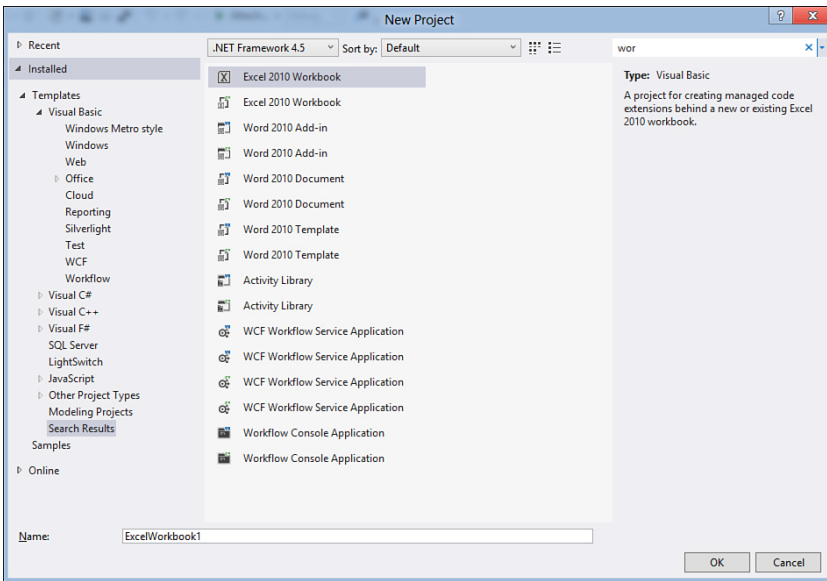 New Project
?
x
Recent
.NET Framework 4.5
Sort by:
Default
wor
x
Installed
Templates
Visual Basic
Windows Metro style
Windows
Web
Office
Cloud
Reporting
Silverlight
Test
WCF
Workflow
Visual C#
Visual C++
Visual F#
SQL Server
LightSwitch
JavaScript
Other Project Types
Modeling Projects
Search Results
Samples
Online
Excel 2010 Workbook
Excel 2010 Workbook
Word 2010 Add-in
Word 2010 Add-in
Word 2010 Document
Word 2010 Document
Word 2010 Template
Word 2010 Template
Activity Library
Activity Library
WCF Workflow Service Application
WCF Workflow Service Application
WCF Workflow Service Application
WCF Workflow Service Application
Workflow Console Application
Workflow Console Application
Type: Visual Basic
A project for creating managed code
extensions behind a new or existing Excel
2010 workbook.
Name:
ExcelWorkbook1
OK
Cancel